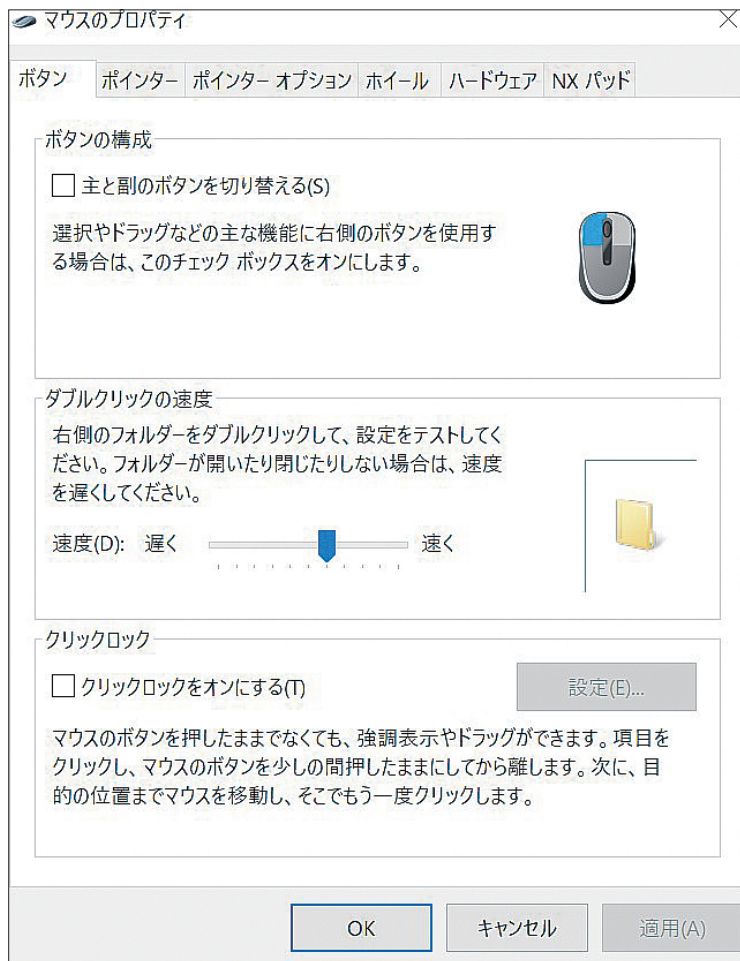 マウスのプロパティ
ボタン ポインター ポインター オプション ホイール ハードウェア NX パッド
ボタンの構成
主と副のボタンを切り替える(S)
選択やドラッグなどの主な機能に右側のボタンを使用す
る場合は、このチェック ボックスをオンにします。
ダブルクリックの速度
右側のフォルダーをダブルクリックして、設定をテストしてく
ださい。フォルダーが開いたり閉じたりしない場合は、速度
を遅くしてください。
速度(D): 遅く 速く
クリックロック
クリックロックをオンにする(T)
設定(E)...
マウスのボタンを押したままでなくても、強調表示やドラッグができます。項目を
クリックし、マウスのボタンを少しの間押したままにしてから離します。次に、目
的の位置までマウスを移動し、そこでもう一度クリックします。
OK キャンセル 適用(A)